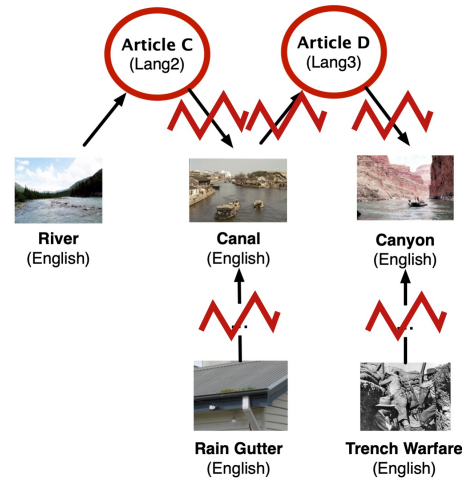 Article C
(Lang2)
Article D
(Lang3)
River
(English)
Canal
(English)
Canyon
(English)
...
...
Rain Gutter
(English)
Trench Warfare
(English)